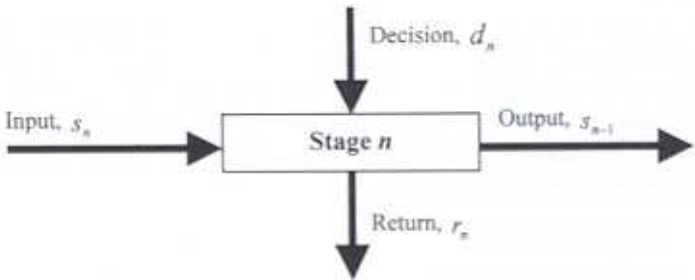 Decision, dₙ
Input, sₙ
Stage n
Output, sₙ₋₁
Return, rₙ